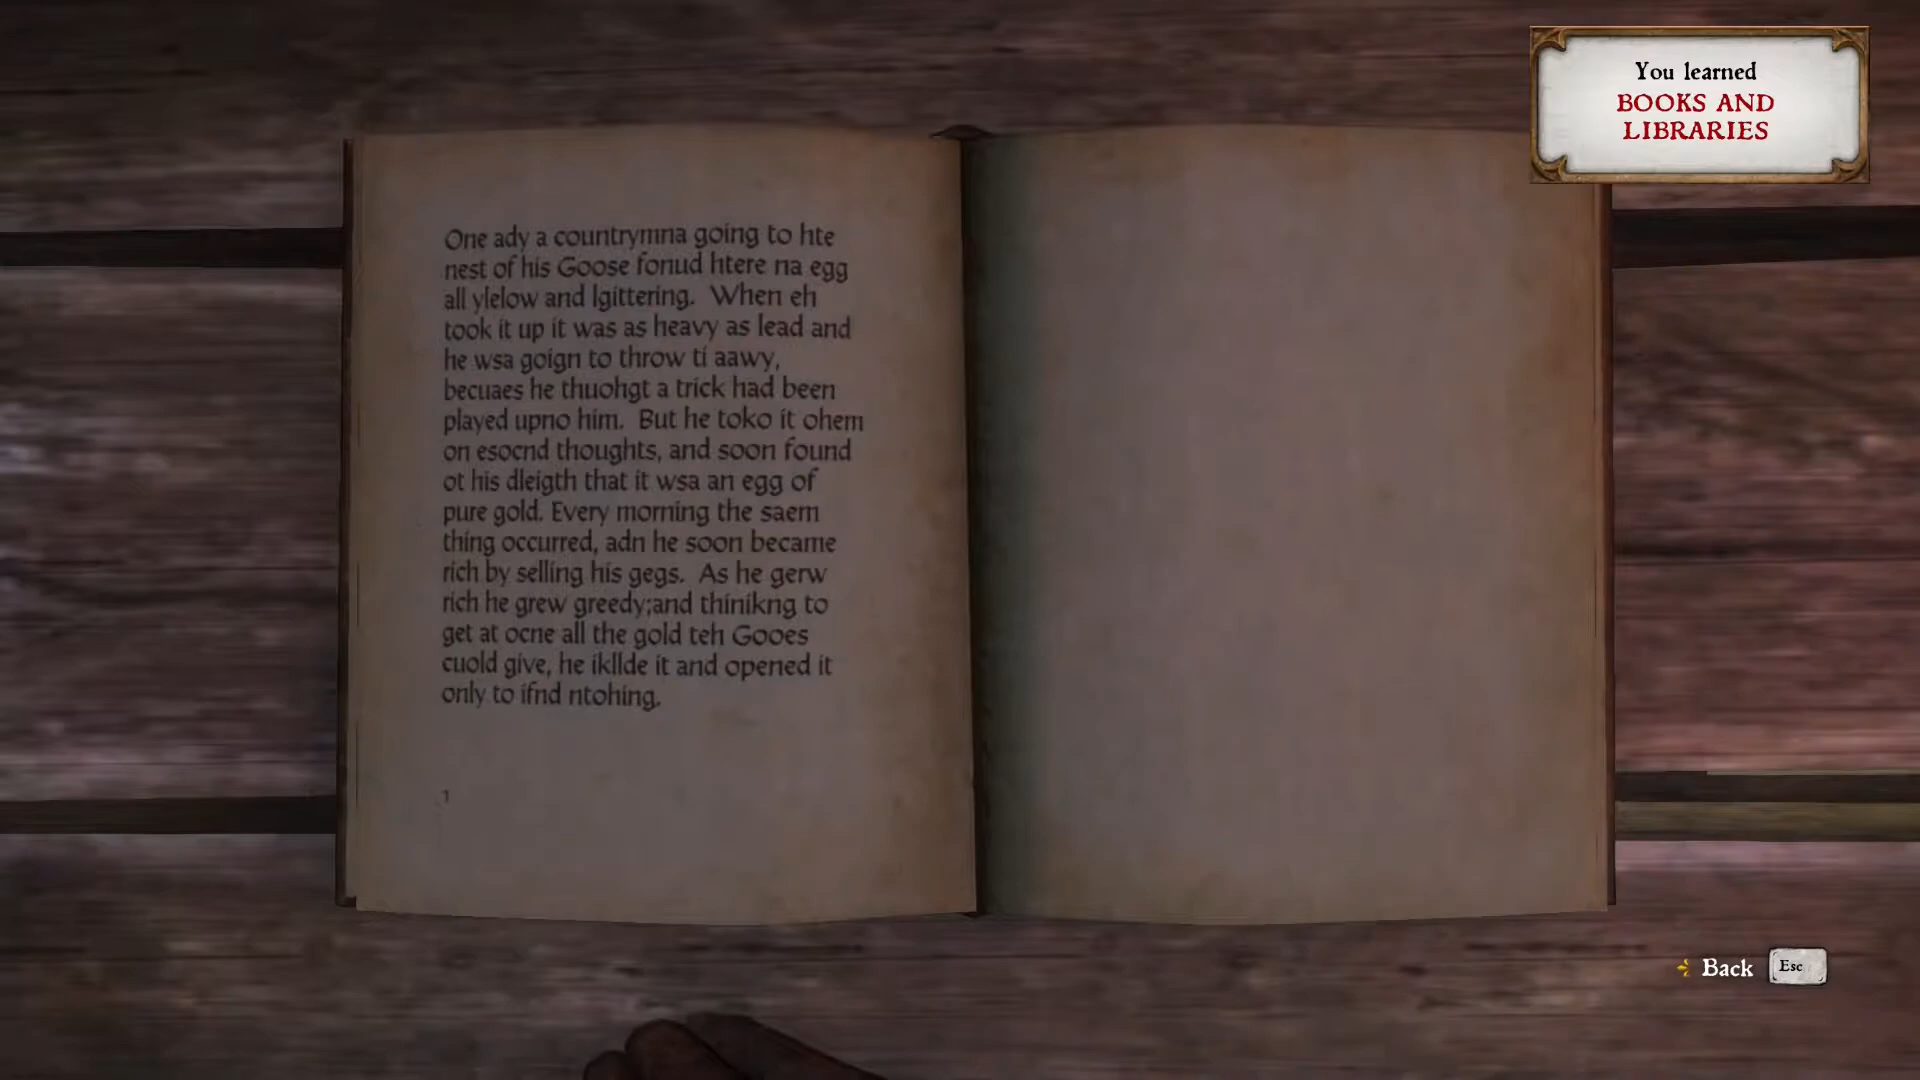 You learned
BOOKS AND
LIBRARIES
One ady a countrymna going to hte
nest of his Goose fonud htere na egg
all ylelow and lgittering.  When eh
took it up it was as heavy as lead and
he wsa goign to throw ti aawy,
becuaes he thuohgt a trick had been
played upno him.  But he toko it ohem
on esocnd thoughts, and soon found
ot his dleigth that it wsa an egg of
pure gold. Every morning the saem
thing occurred, adn he soon became
rich by selling his gegs.  As he gerw
rich he grew greedy;and thinikng to
get at ocne all the gold teh Gooes
cuold give, he ikllde it and opened it
only to ifnd ntohing.
1
Back Esc